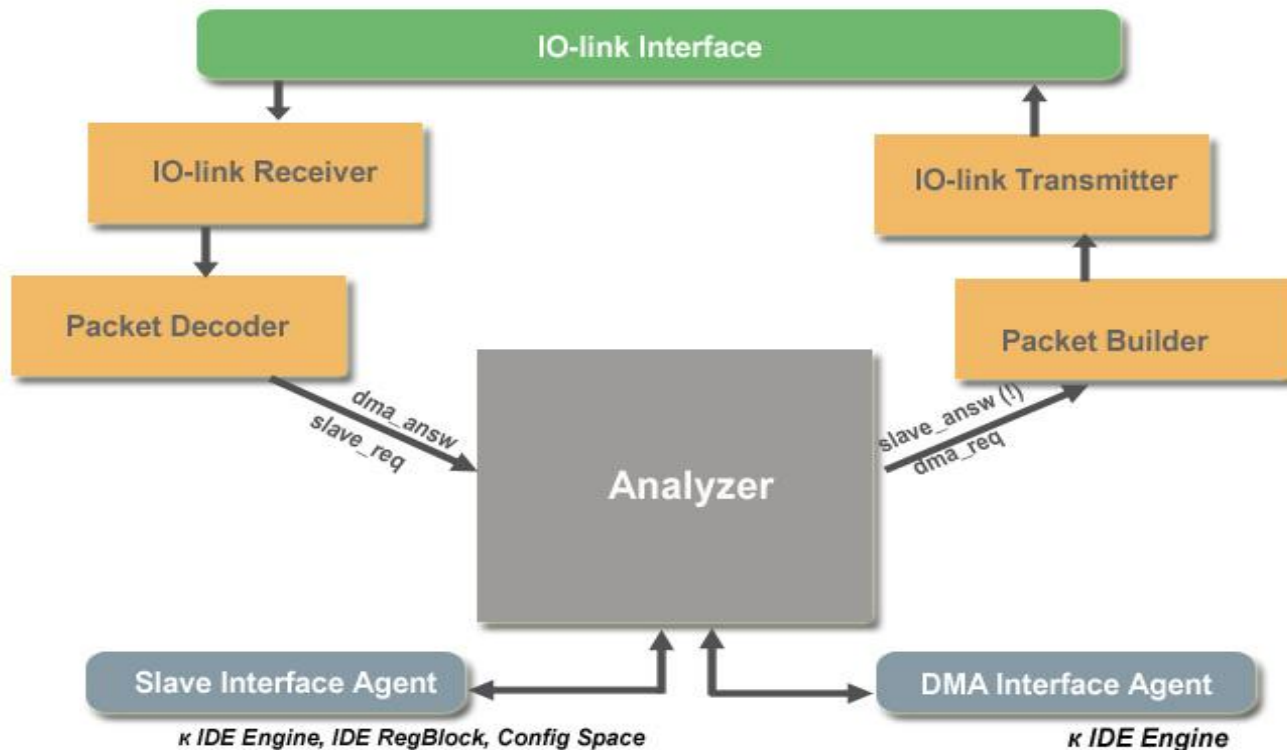 IO-link Interface
IO-link Receiver
IO-link Transmitter
Packet Decoder
Packet Builder
dma_answ
slave_req
slave_answ (!)
dma_req
Analyzer
Slave Interface Agent
DMA Interface Agent
к IDE Engine, IDE RegBlock, Config Space
к IDE Engine